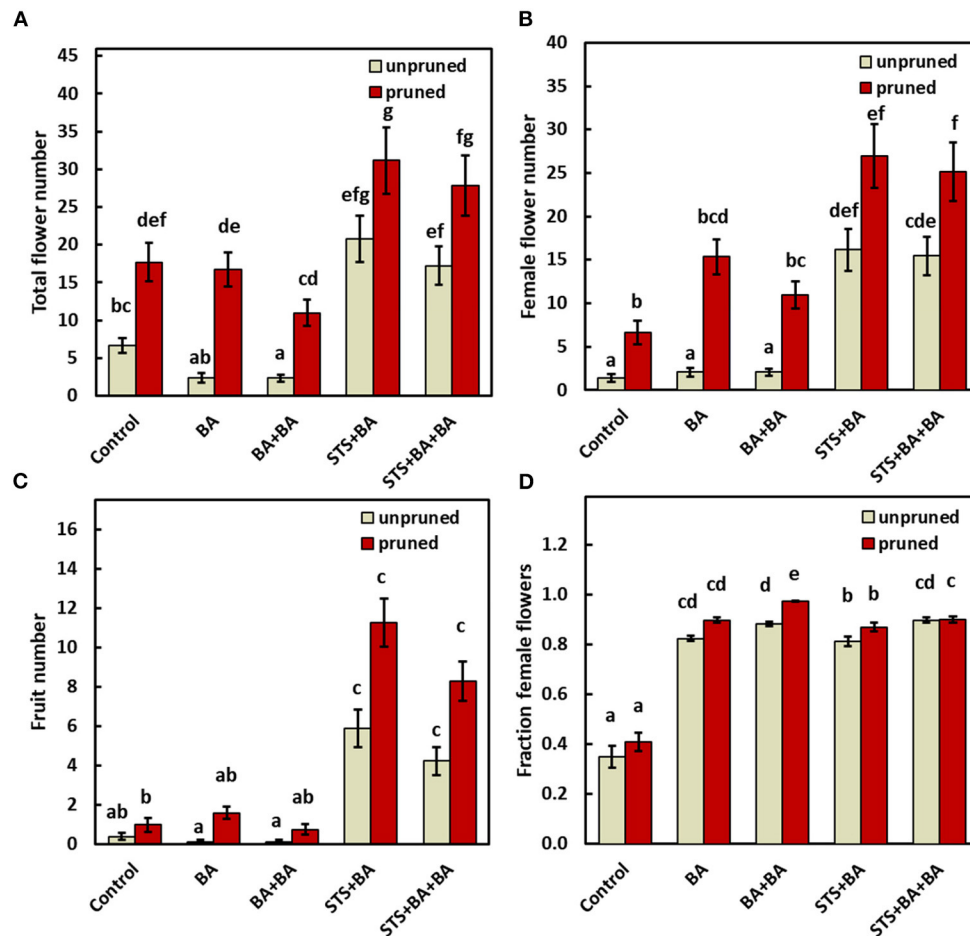 A
Total flower number
45
40
35
30
25
20
15
10
5
0
unpruned
pruned
bc
def
ab
de
a
cd
efg
g
ef
fg
Control
BA
BA+BA
STS+BA
STS+BA+BA
B
Female flower number
40
35
30
25
20
15
10
5
0
unpruned
pruned
a
b
a
bcd
a
bc
def
ef
cde
f
Control
BA
BA+BA
STS+BA
STS+BA+BA
C
Fruit number
16
14
12
10
8
6
4
2
0
unpruned
pruned
ab
b
a
ab
a
ab
c
c
c
c
Control
BA
BA+BA
STS+BA
STS+BA+BA
D
Fraction female flowers
1.2
1.0
0.8
0.6
0.4
0.2
0.0
unpruned
pruned
a
a
cd
cd
d
e
b
b
cd
c
Control
BA
BA+BA
STS+BA
STS+BA+BA